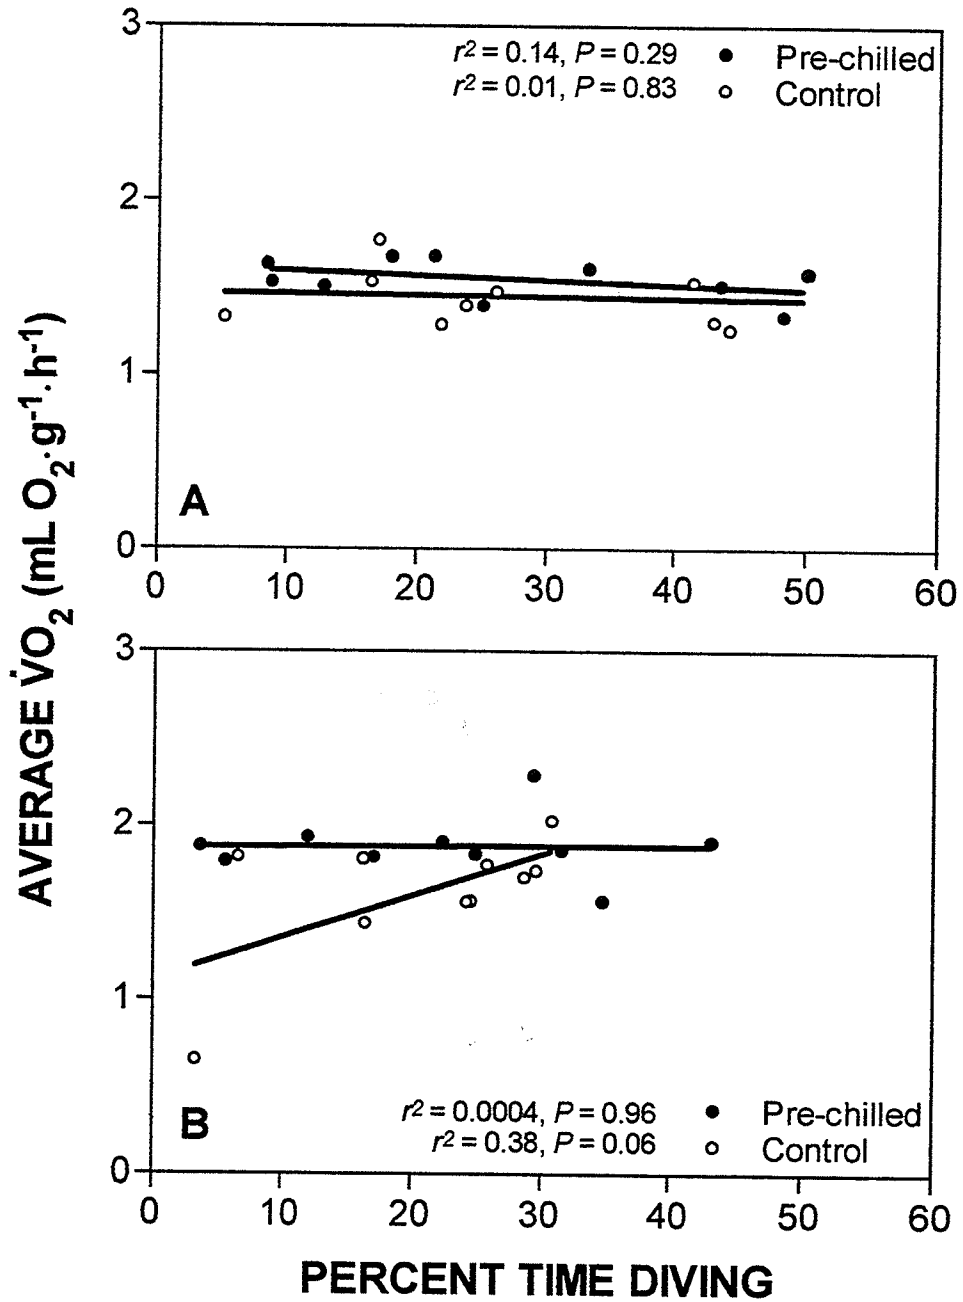 3
r2 = 0.14, P = 0.29 Pre-chilled
r2 = 0.01, P = 0.83 Control
2
1
A
0
0 10 20 30 40 50 60
AVERAGE V̇O2 (mL O2·g-1·h-1)
3
2
1
B
r2 = 0.0004, P = 0.96 Pre-chilled
r2 = 0.38, P = 0.06 Control
0
0 10 20 30 40 50 60
PERCENT TIME DIVING